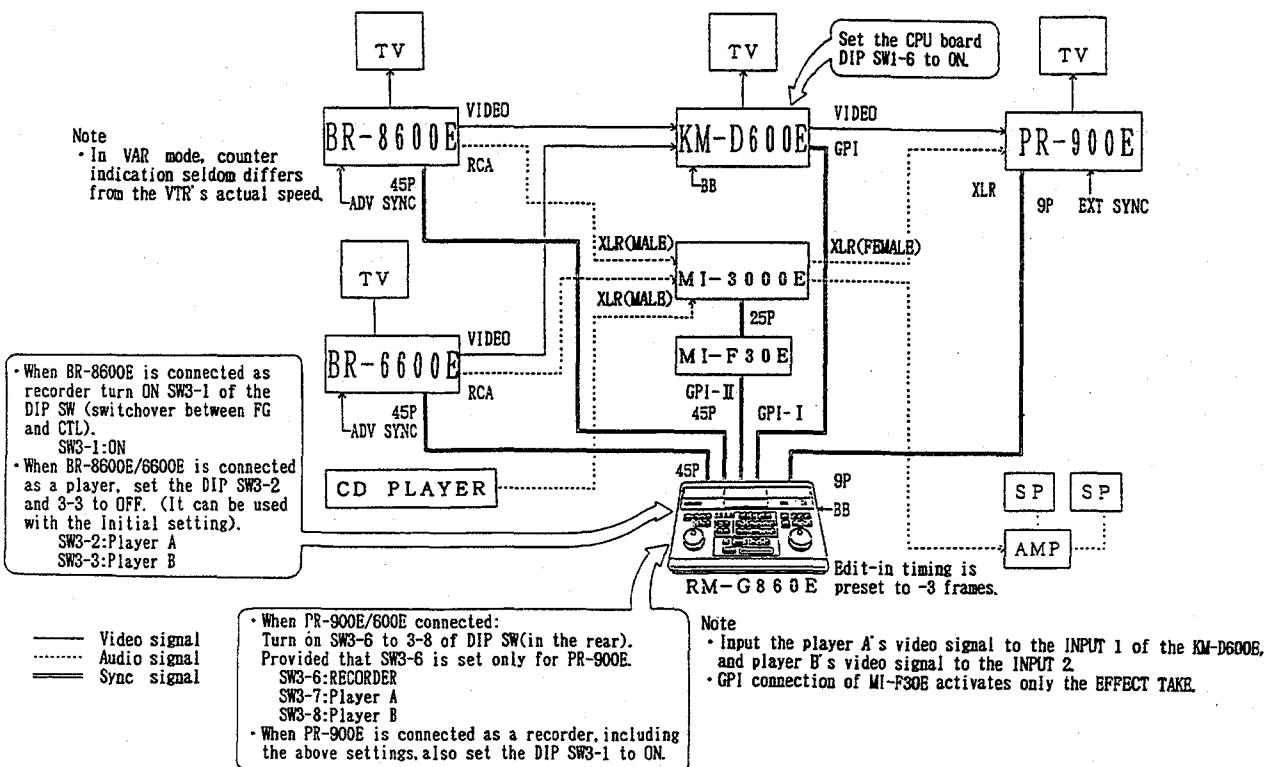 TV
TV
Set the CPU board
DIP SW1-6 to ON.
TV
Note
・In VAR mode, counter
indication seldom differs
from the VTR's actual speed.
BR-8600E
VIDEO
RCA
45P
ADV SYNC
KM-D600E
VIDEO
GPI
BB
PR-900E
XLR
9P
EXT SYNC
XLR(MALE)
XLR(FEMALE)
MI-3000E
XLR(MALE)
25P
MI-F30E
TV
BR-6600E
VIDEO
RCA
45P
ADV SYNC
GPI-II
45P
GPI-I
・When BR-8600E is connected as
recorder turn ON SW3-1 of the
DIP SW (switchover between FG
and CTL).
SW3-1:ON
・When BR-8600E/6600E is connected
as a player, set the DIP SW3-2
and 3-3 to OFF. (It can be used
with the Initial setting).
SW3-2:Player A
SW3-3:Player B
CD PLAYER
45P
9P
BB
SP
SP
AMP
RM-G860E
Edit-in timing is
preset to -3 frames.
Video signal
Audio signal
Sync signal
・When PR-900E/600E connected:
Turn on SW3-6 to 3-8 of DIP SW(in the rear).
Provided that SW3-6 is set only for PR-900E.
SW3-6:RECORDER
SW3-7:Player A
SW3-8:Player B
・When PR-900E is connected as a recorder, including
the above settings, also set the DIP SW3-1 to ON.
Note
・Input the player A's video signal to the INPUT 1 of the KM-D600E,
and player B's video signal to the INPUT 2.
・GPI connection of MI-F30E activates only the EFFECT TAKE.